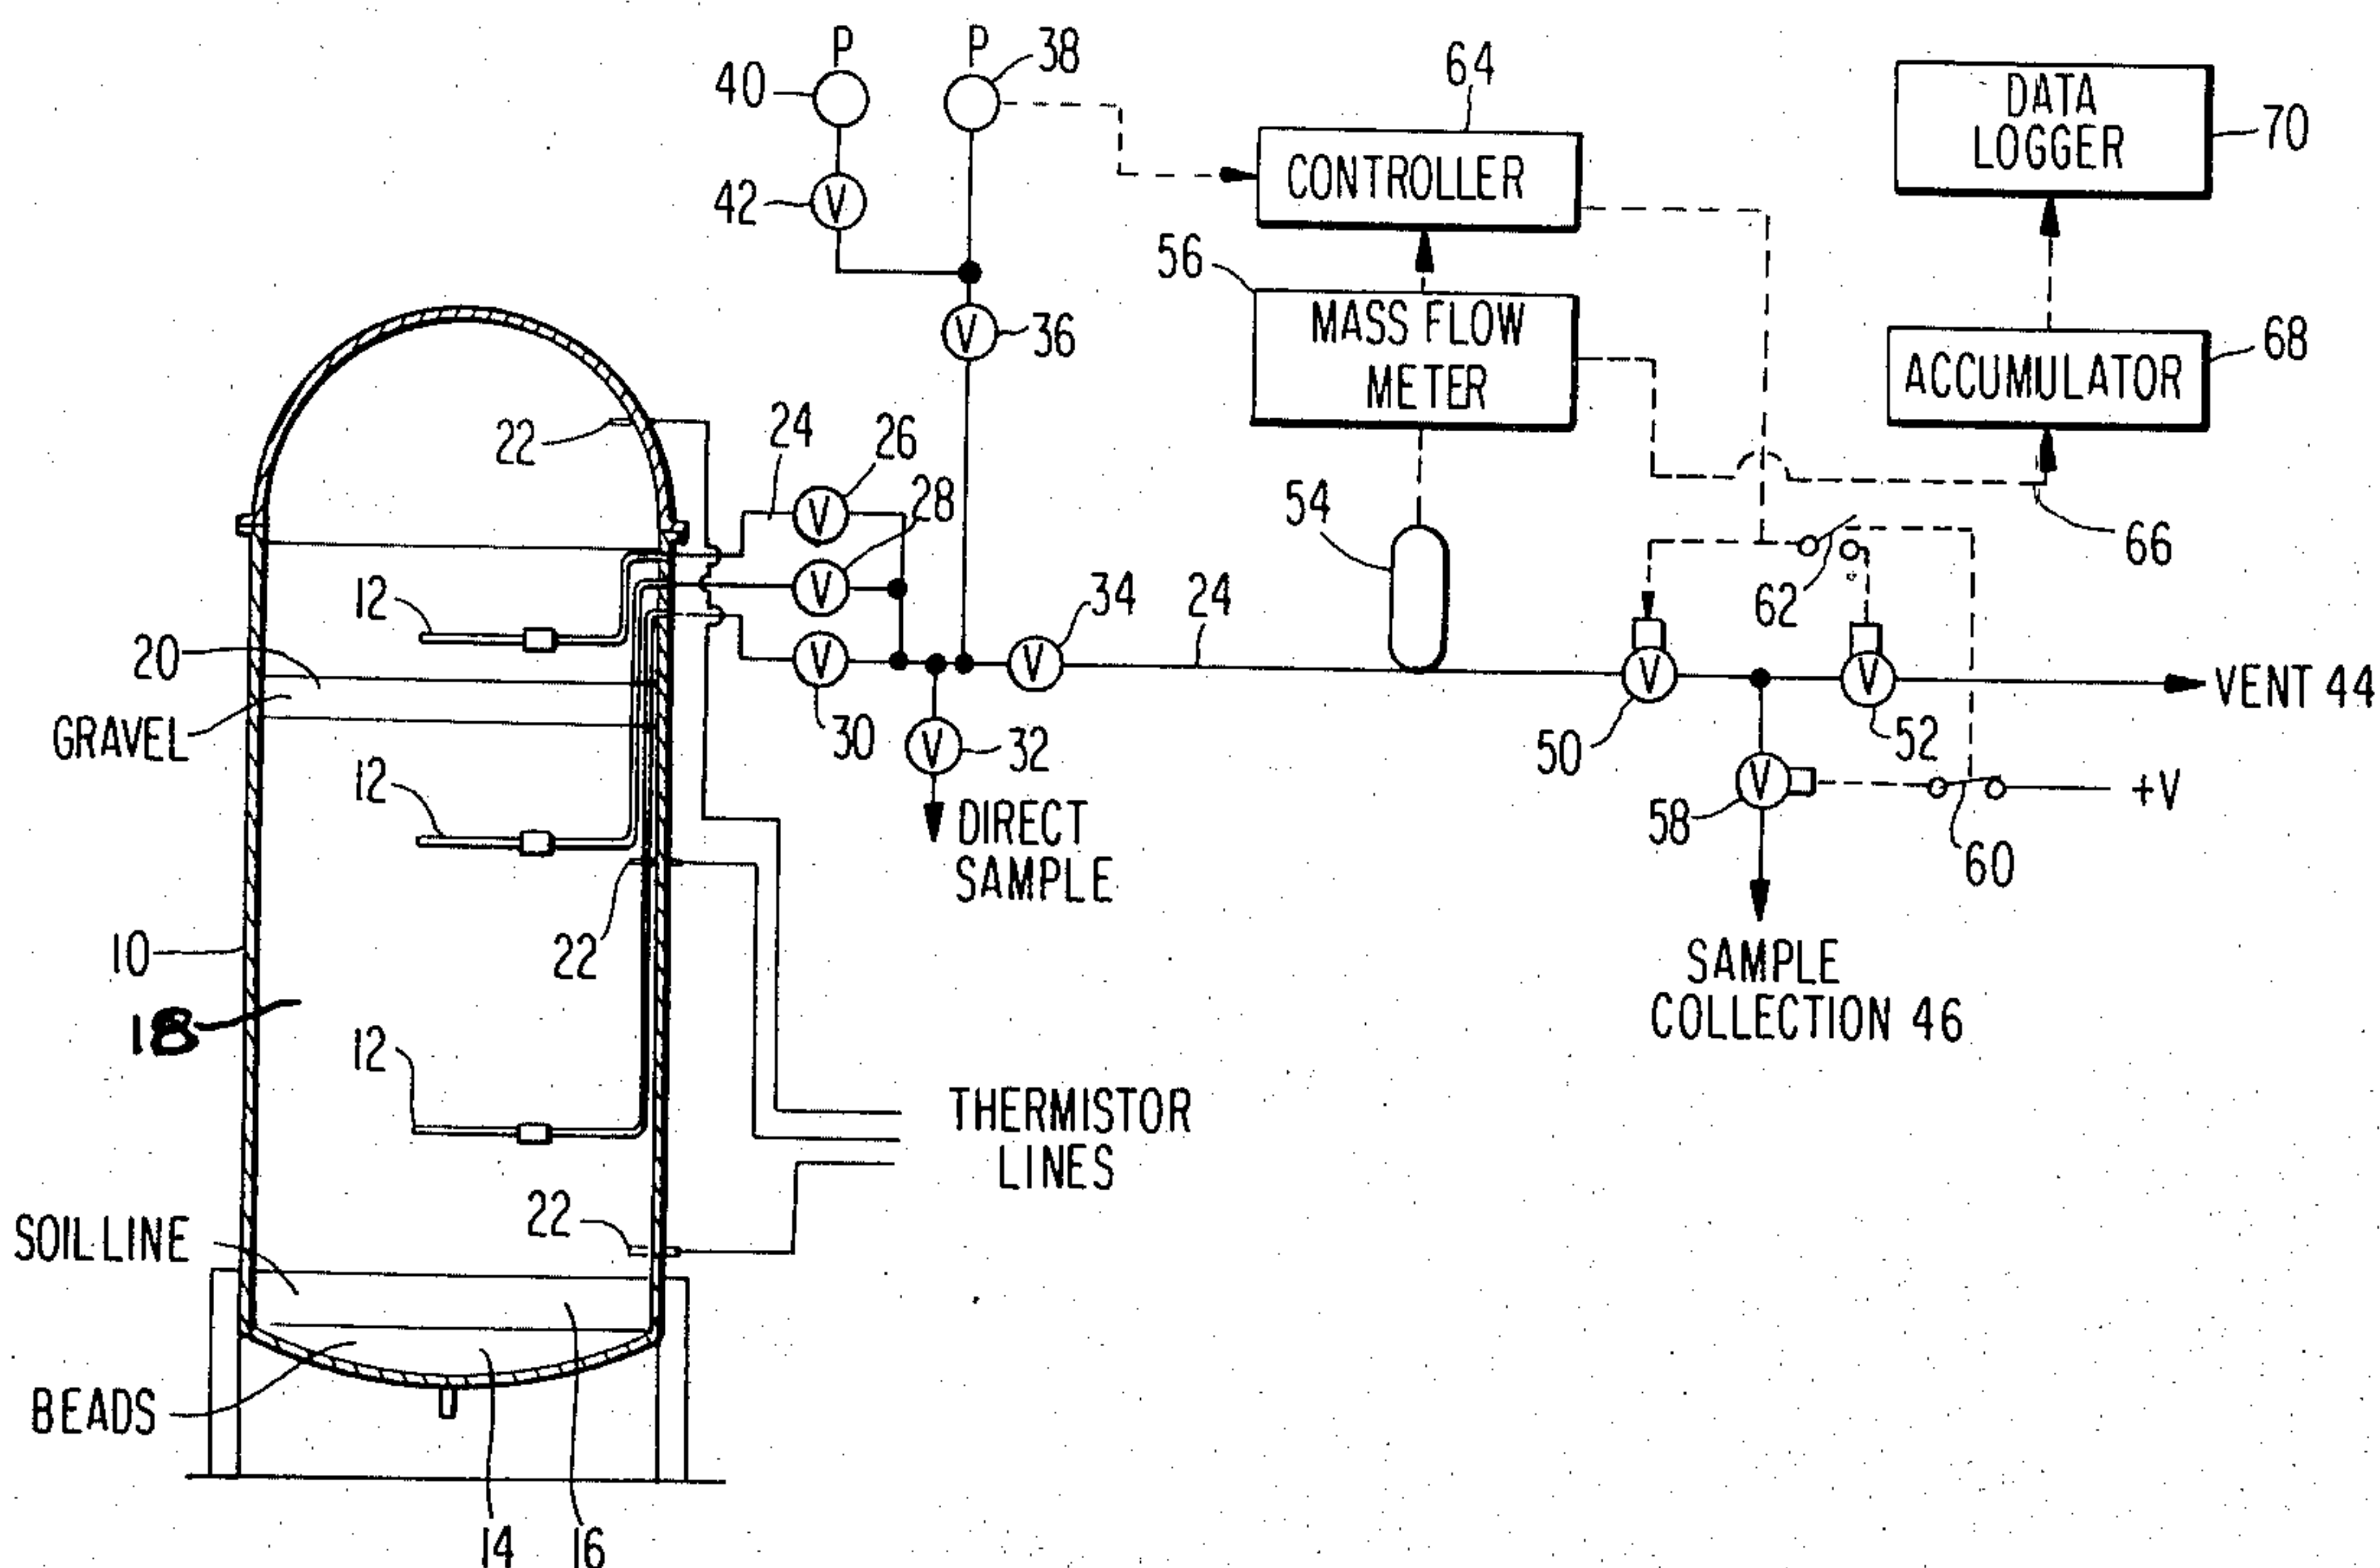 P
P
40
38
64
DATA
LOGGER
70
CONTROLLER
V
42
56
MASS FLOW
METER
V
36
68
ACCUMULATOR
22
24
26
V
28
54
66
62
V
12
34
24
20
V
V
V
V
V
VENT 44
GRAVEL
30
V
32
50
52
12
DIRECT
SAMPLE
V
58
+V
60
22
10
SAMPLE
COLLECTION 46
18
12
THERMISTOR
LINES
22
SOIL LINE
BEADS
14
16